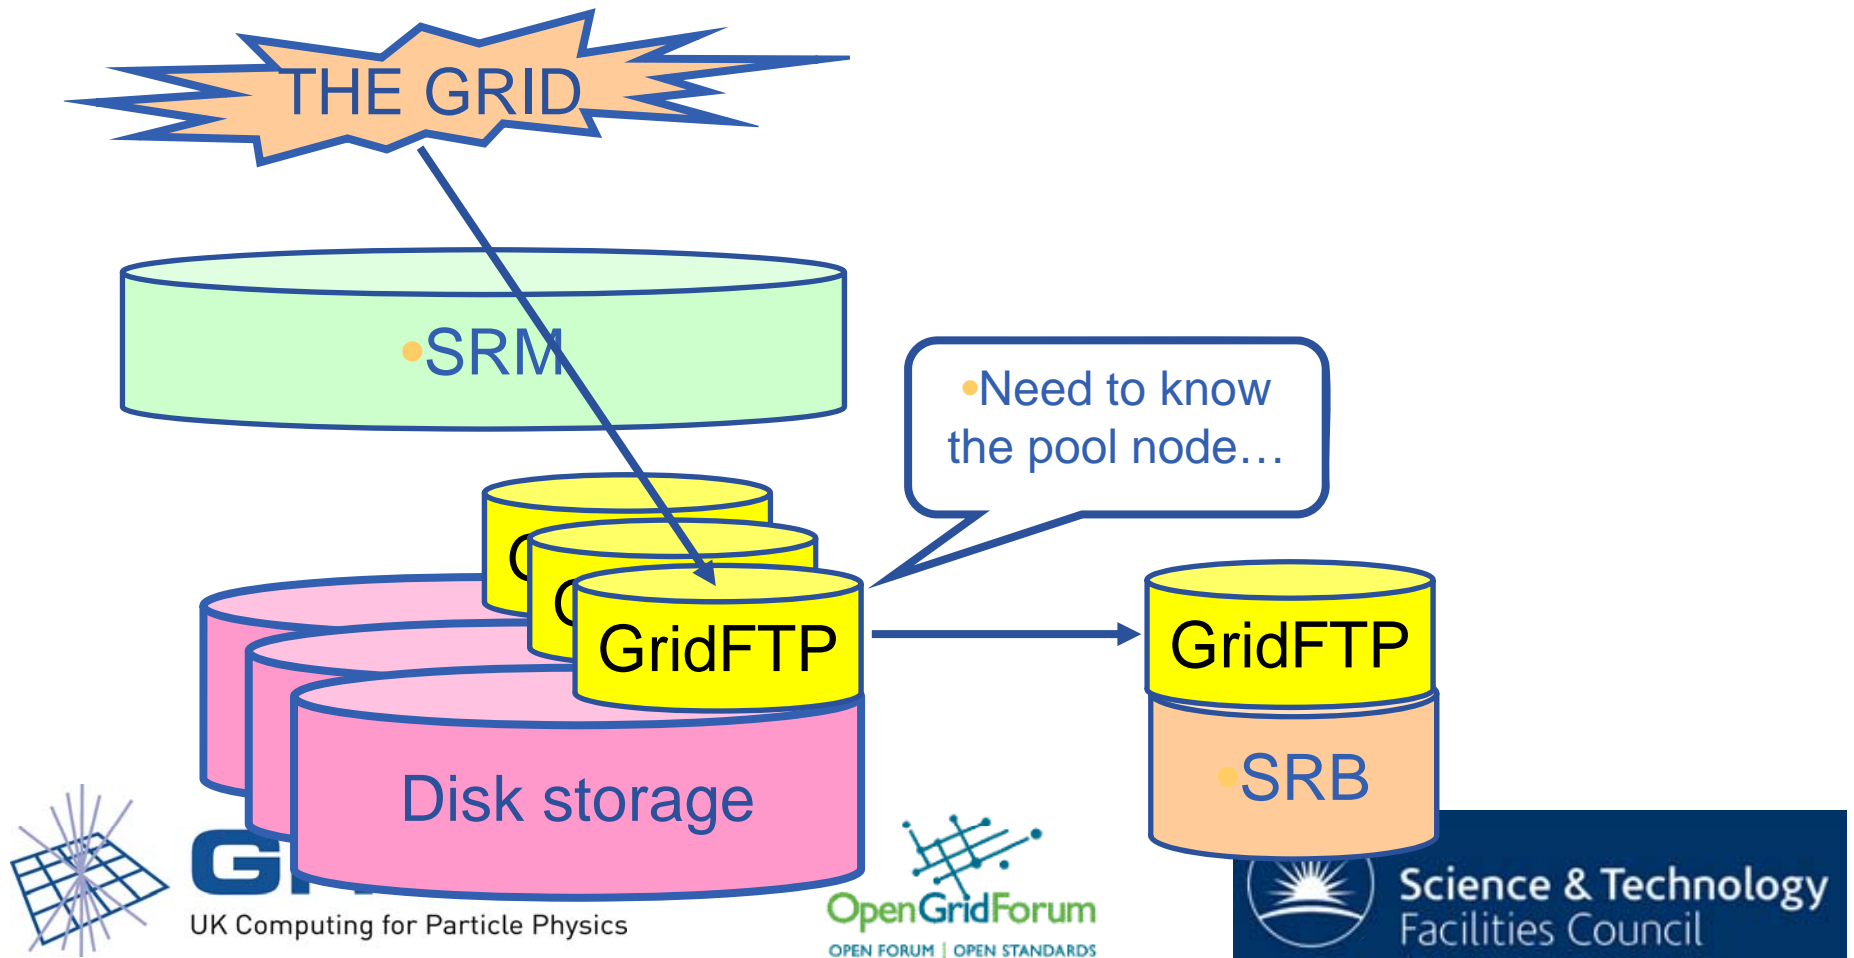 THE GRID
•SRM
•Need to know
the pool node…
GridFTP
GridFTP
Disk storage
•SRB
UK Computing for Particle Physics
OpenGridForum
OPEN FORUM | OPEN STANDARDS
Science & Technology
Facilities Council